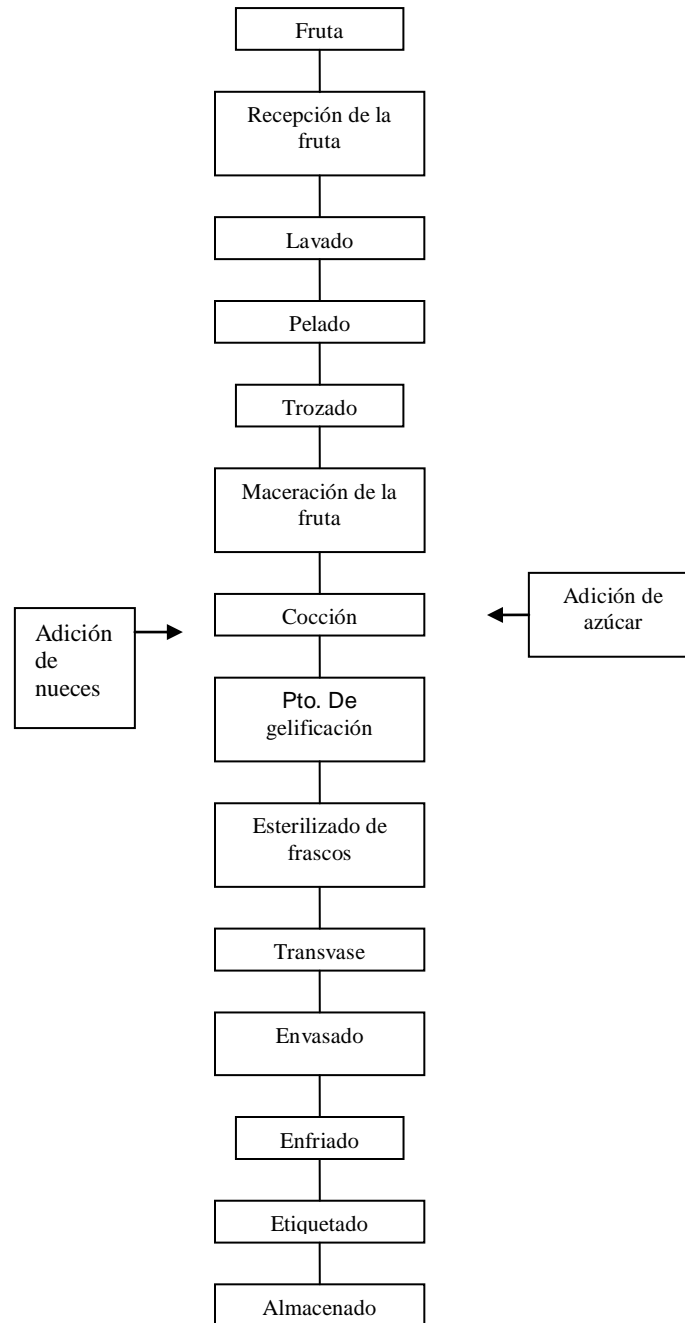 Fruta
Recepción de la
fruta
Lavado
Pelado
Trozado
Maceración de la
fruta
Cocción
Adición de
azúcar
Adición
de
nueces
Pto. De
gelificación
Esterilizado de
frascos
Transvase
Envasado
Enfriado
Etiquetado
Almacenado